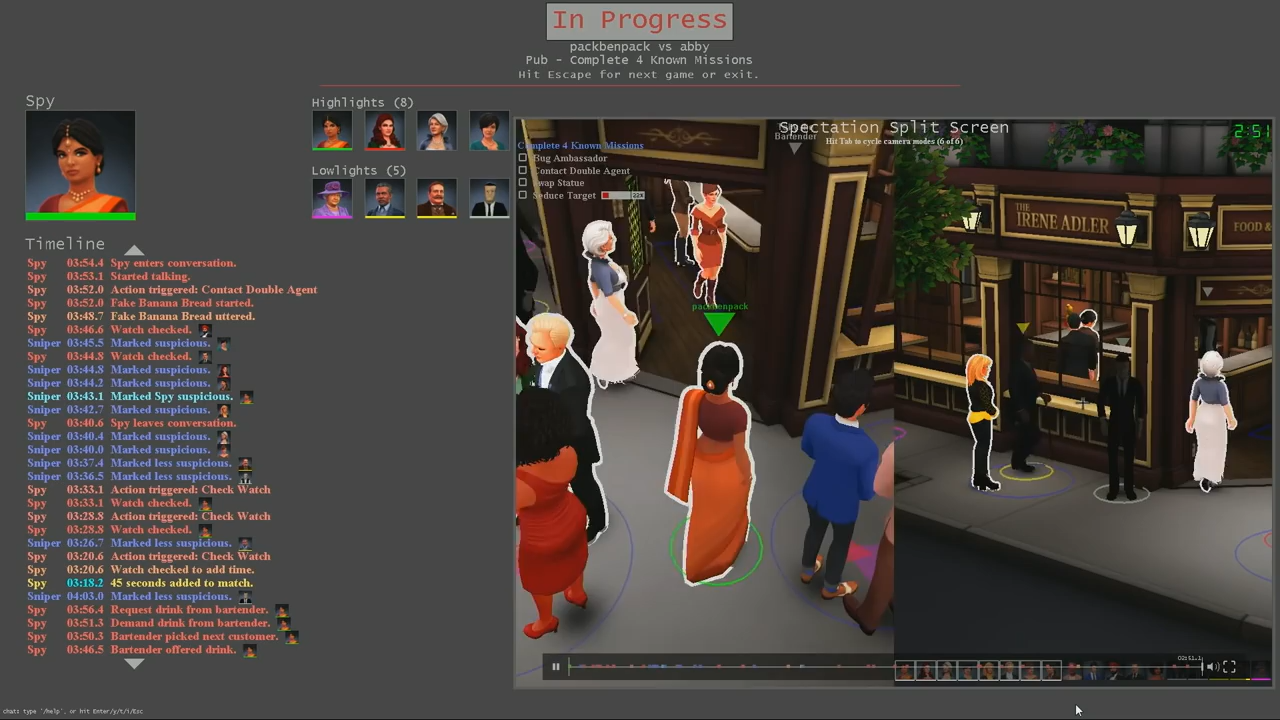 In Progress
packbenpack vs abby
Pub - Complete 4 Known Missions
Hit Escape for next game or exit.
Spy
Highlights (8)
Lowlights (5)
Timeline
Spy 03:54.4 Spy enters conversation.
Spy 03:53.1 Started talking.
Spy 03:52.0 Action triggered: Contact Double Agent
Spy 03:52.0 Fake Banana Bread started.
Spy 03:48.7 Fake Banana Bread uttered.
Spy 03:46.6 Watch checked.
Sniper 03:45.5 Marked suspicious.
Spy 03:44.8 Watch checked.
Sniper 03:44.8 Marked suspicious.
Sniper 03:44.2 Marked suspicious.
Sniper 03:43.1 Marked Spy suspicious.
Sniper 03:42.7 Marked suspicious.
Spy 03:40.6 Spy leaves conversation.
Sniper 03:40.4 Marked suspicious.
Sniper 03:40.0 Marked suspicious.
Sniper 03:37.4 Marked less suspicious.
Sniper 03:36.5 Marked less suspicious.
Spy 03:33.1 Action triggered: Check Watch
Spy 03:33.1 Watch checked.
Spy 03:28.8 Action triggered: Check Watch
Spy 03:28.8 Watch checked.
Sniper 03:26.7 Marked less suspicious.
Spy 03:20.6 Action triggered: Check Watch
Spy 03:20.6 Watch checked to add time.
Spy 03:18.2 45 seconds added to match.
Sniper 04:03.0 Marked less suspicious.
Spy 03:56.4 Request drink from bartender.
Spy 03:51.3 Demand drink from bartender.
Spy 03:50.3 Bartender picked next customer.
Spy 03:46.5 Bartender offered drink.
Spectation Split Screen
Bartender
Hit Tab to cycle camera modes (6 of 6)
2:51
Complete 4 Known Missions
Bug Ambassador
Contact Double Agent
Swap Statue
Seduce Target 22%
packbenpack
THE
IRENE ADLER
FOOD &
02:51.1
chat: type '/help', or hit Enter/y/t/i/Esc